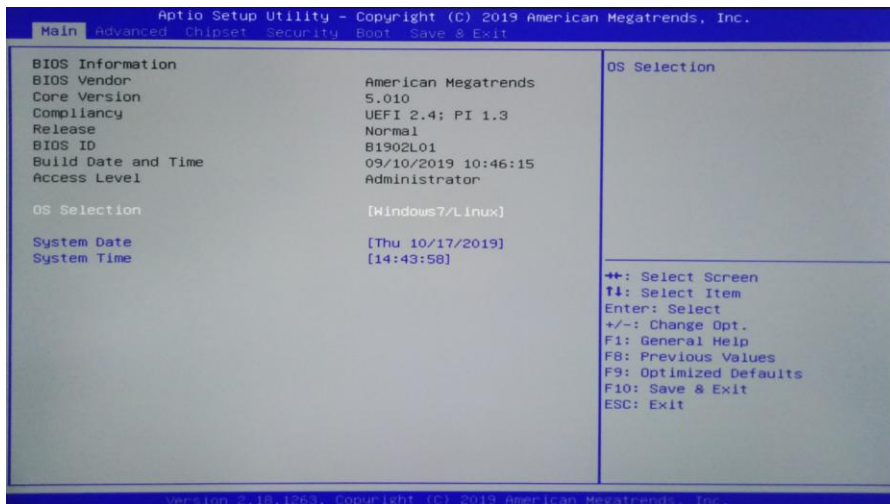 Aptio Setup Utility – Copyright (C) 2019 American Megatrends, Inc.
Main Advanced Chipset Security Boot Save & Exit
BIOS Information
BIOS Vendor American Megatrends
Core Version 5.010
Compliancy UEFI 2.4; PI 1.3
Release Normal
BIOS ID B1902L01
Build Date and Time 09/10/2019 10:46:15
Access Level Administrator
OS Selection [Windows7/Linux]
System Date [Thu 10/17/2019]
System Time [14:43:58]
OS Selection
→←: Select Screen
↑↓: Select Item
Enter: Select
+/-: Change Opt.
F1: General Help
F8: Previous Values
F9: Optimized Defaults
F10: Save & Exit
ESC: Exit
Version 2.18.1263. Copyright (C) 2019 American Megatrends, Inc.